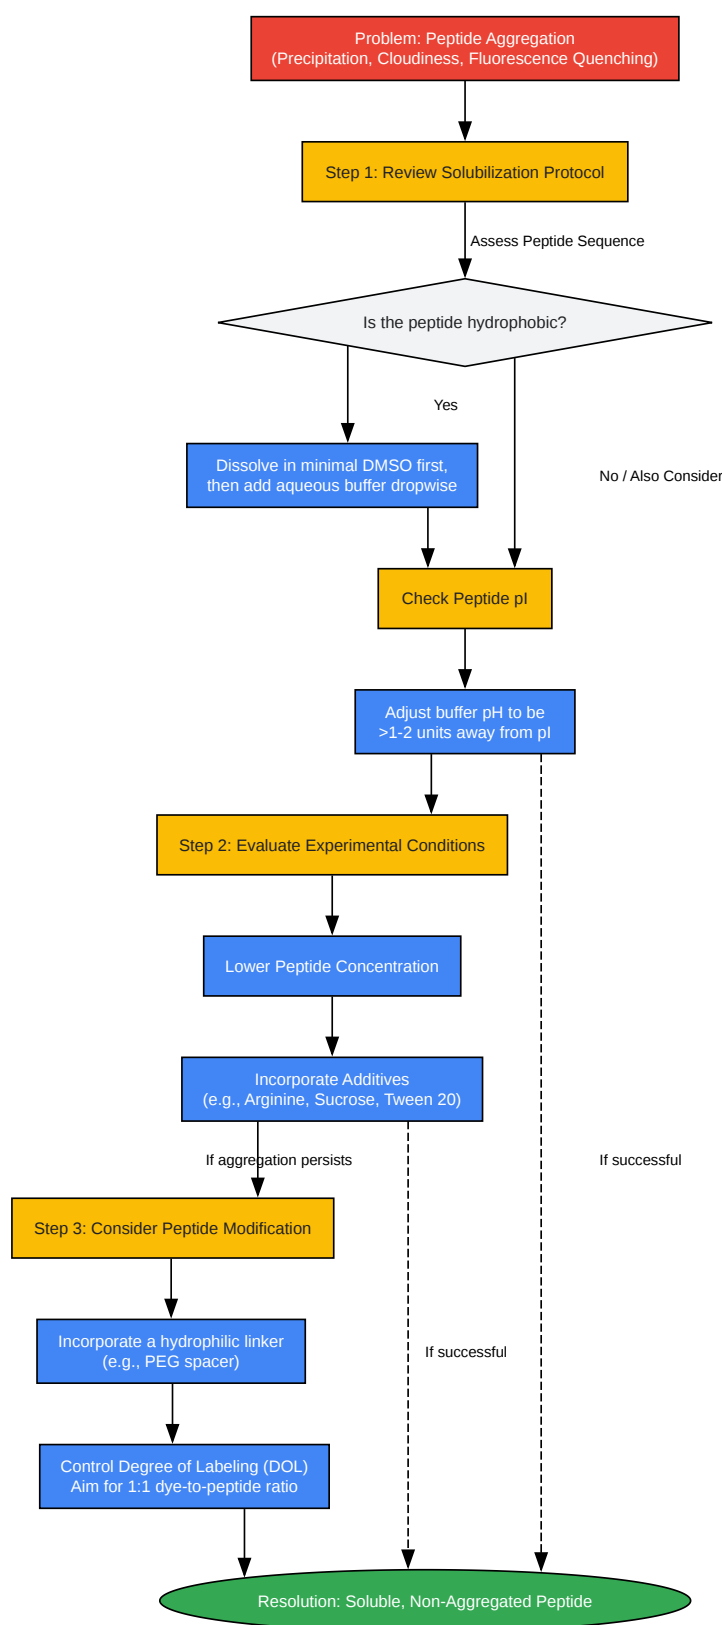 Problem: Peptide Aggregation
(Precipitation, Cloudiness, Fluorescence Quenching)
Step 1: Review Solubilization Protocol
Assess Peptide Sequence
Is the peptide hydrophobic?
Yes
Dissolve in minimal DMSO first,
then add aqueous buffer dropwise
No / Also Consider
Check Peptide pI
Adjust buffer pH to be
>1-2 units away from pI
Step 2: Evaluate Experimental Conditions
Lower Peptide Concentration
Incorporate Additives
(e.g., Arginine, Sucrose, Tween 20)
If aggregation persists
If successful
Step 3: Consider Peptide Modification
Incorporate a hydrophilic linker
(e.g., PEG spacer)
If successful
Control Degree of Labeling (DOL)
Aim for 1:1 dye-to-peptide ratio
Resolution: Soluble, Non-Aggregated Peptide